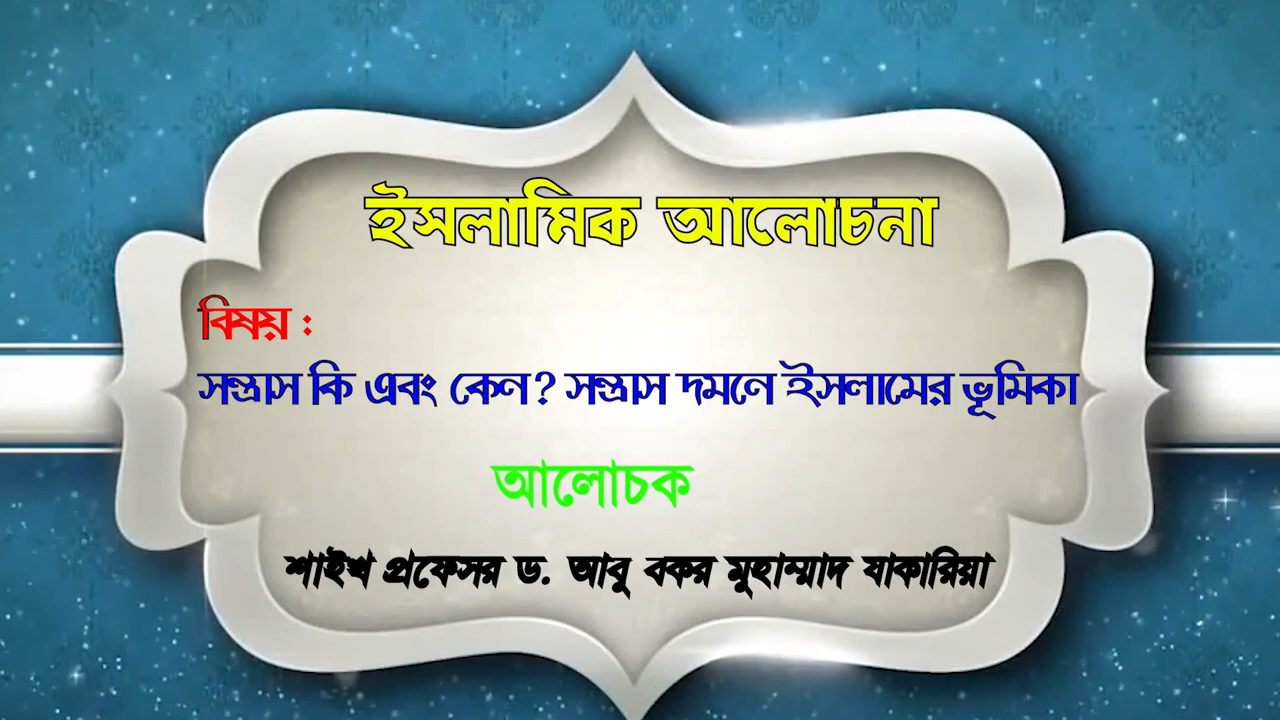 ইসলামিক আলোচনা
বিষয় :
সন্ত্রাস কি এবং কেন? সন্ত্রাস দমনে ইসলামের ভূমিকা
আলোচক
শাইখ প্রফেসর ড. আবু বকর মুহাম্মাদ যাকারিয়া